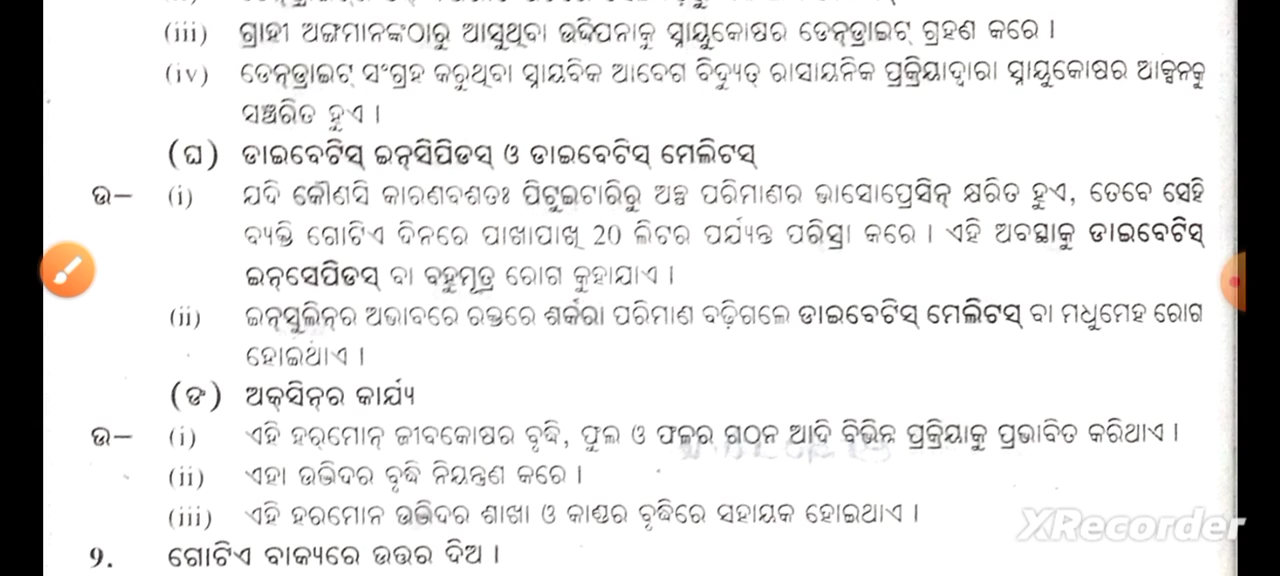 (iii) ଗ୍ରାହୀ ଅଙ୍ଗମାନଙ୍କଠାରୁ ଆସୁଥିବା ଉଦ୍ଦିପନାକୁ ସ୍ନାୟୁକୋଷର ଡେନ୍‌ଡ୍ରାଇଟ୍ ଗ୍ରହଣ କରେ ।
(iv) ଡେନ୍‌ଡ୍ରାଇଟ୍ ସଂଗ୍ରହ କରୁଥିବା ସ୍ନାୟବିକ ଆବେଗ ବିଦ୍ୟୁତ୍ ରାସାୟନିକ ପ୍ରକ୍ରିୟାଦ୍ୱାରା ସ୍ନାୟୁକୋଷର ଆକ୍ସନକୁ
ସଞ୍ଚରିତ ହୁଏ ।
(ଘ) ଡାଇବେଟିସ୍ ଇନ୍‌ସିପିଡସ୍ ଓ ଡାଇବେଟିସ୍ ମେଲିଟସ୍
ଉ– (i) ଯଦି କୌଣସି କାରଣବଶତଃ ପିଟୁଇଟାରିରୁ ଅଳ୍ପ ପରିମାଣର ଭାସୋପ୍ରେସିନ୍ କ୍ଷରିତ ହୁଏ, ତେବେ ସେହି
ବ୍ୟକ୍ତି ଗୋଟିଏ ଦିନରେ ପାଖାପାଖି 20 ଲିଟର ପର୍ଯ୍ୟନ୍ତ ପରିସ୍ରା କରେ । ଏହି ଅବସ୍ଥାକୁ ଡାଇବେଟିସ୍
ଇନ୍‌ସେପିଡସ୍ ବା ବହୁମୂତ୍ର ରୋଗ କୁହାଯାଏ ।
(ii) ଇନ୍‌ସୁଲିନ୍‌ର ଅଭାବରେ ରକ୍ତରେ ଶର୍କରା ପରିମାଣ ବଢ଼ିଗଲେ ଡାଇବେଟିସ୍ ମେଲିଟସ୍ ବା ମଧୁମେହ ରୋଗ
ହୋଇଥାଏ ।
(ଙ) ଅକ୍‌ସିନ୍‌ର କାର୍ଯ୍ୟ
ଉ– (i) ଏହି ହର୍‌ମୋନ୍ ଜୀବକୋଷର ବୃଦ୍ଧି, ଫୁଲ ଓ ଫଳର ଗଠନ ଆଦି ବିଭିନ୍ନ ପ୍ରକ୍ରିୟାକୁ ପ୍ରଭାବିତ କରିଥାଏ ।
(ii) ଏହା ଉଦ୍ଭିଦର ବୃଦ୍ଧି ନିୟନ୍ତ୍ରଣ କରେ ।
(iii) ଏହି ହରମୋନ ଉଦ୍ଭିଦର ଶାଖା ଓ କାଣ୍ଡର ବୃଦ୍ଧିରେ ସହାୟକ ହୋଇଥାଏ ।
XRecorder
9. ଗୋଟିଏ ବାକ୍ୟରେ ଉତ୍ତର ଦିଅ ।